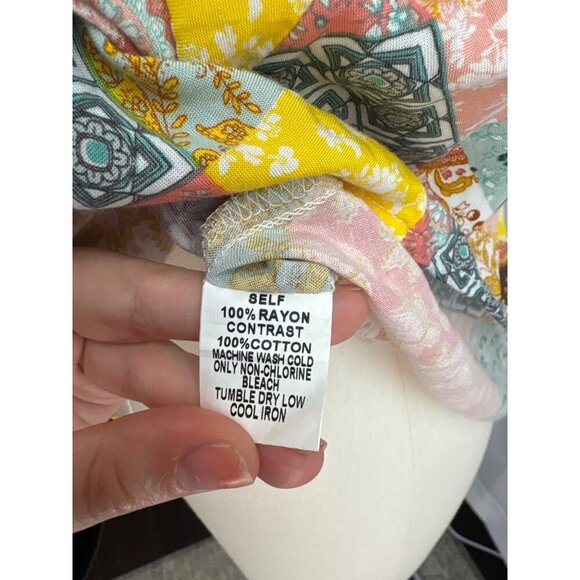 SELF
100%RAYON
CONTRAST
100%COTTON
MACHINE WASH COLD
ONLY NON-CHLORINE
BLEACH
TUMBLE DRY LOW
COOL IRON